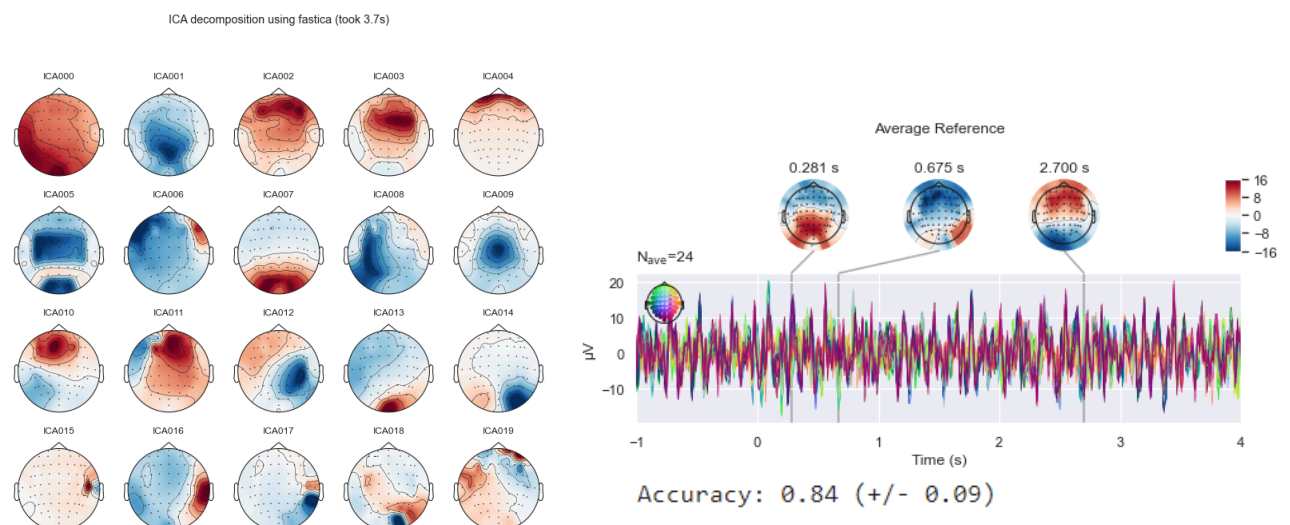 ICA decomposition using fastica (took 3.7s)
ICA000 ICA001 ICA002 ICA003 ICA004
ICA005 ICA006 ICA007 ICA008 ICA009
ICA010 ICA011 ICA012 ICA013 ICA014
ICA015 ICA016 ICA017 ICA018 ICA019
Average Reference
0.281 s 0.675 s 2.700 s
16
8
0
−8
−16
Nave=24
20
10
0
−10
µV
−1 0 1 2 3 4
Time (s)
Accuracy: 0.84 (+/- 0.09)